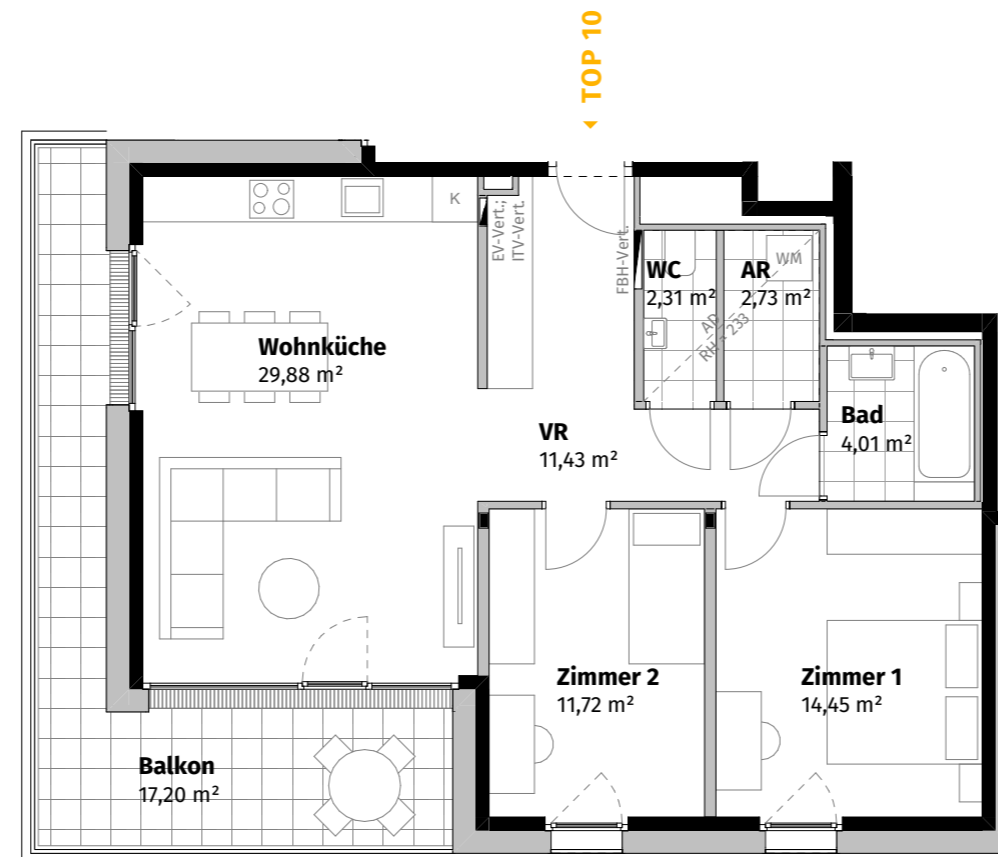 ◂ TOP 10
K
EV-Vert.;
ITV-Vert.
FBH-Vert.
WC
2,31 m²
AR
2,73 m²
WM
AD
RH = 233
Wohnküche
29,88 m²
VR
11,43 m²
Bad
4,01 m²
Zimmer 2
11,72 m²
Zimmer 1
14,45 m²
Balkon
17,20 m²